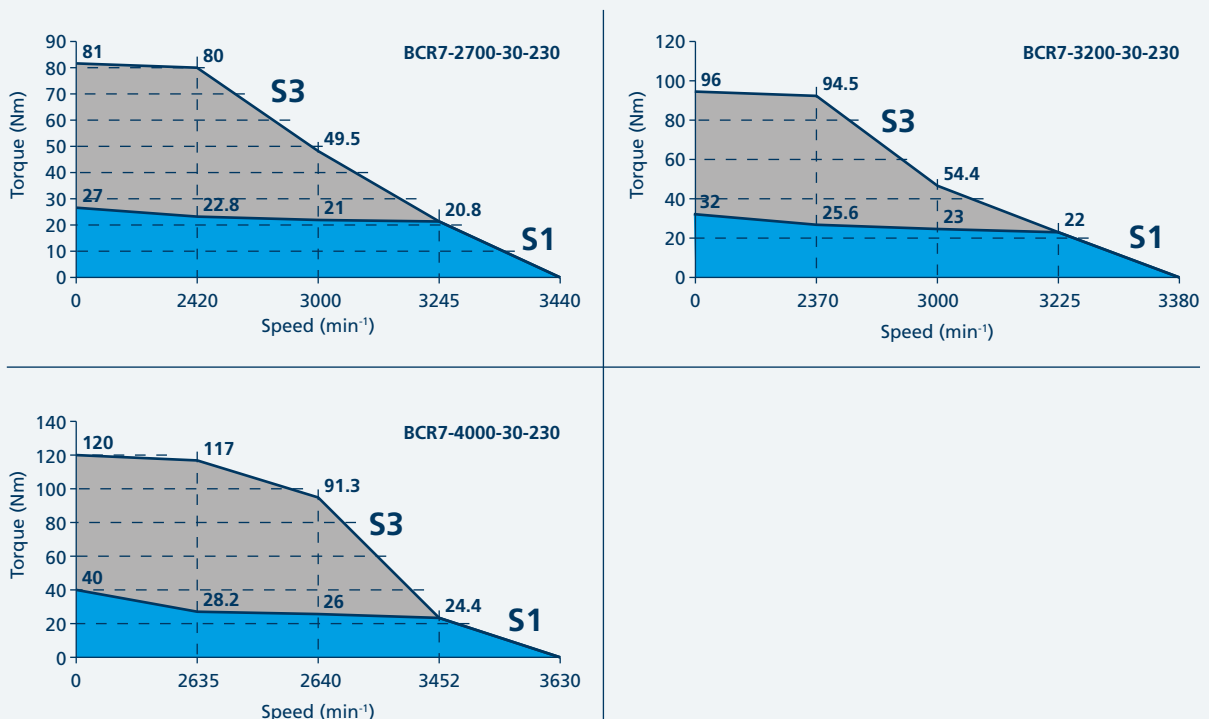 BCR7-2700-30-230
Torque (Nm)
90
80
70
60
50
40
30
20
10
0
81
80
S3
49.5
27
22.8
21
20.8
S1
0 2420 3000 3245 3440
Speed (min⁻¹)
BCR7-3200-30-230
Torque (Nm)
120
100
80
60
40
20
0
96
94.5
S3
54.4
32
25.6
23
22
S1
0 2370 3000 3225 3380
Speed (min⁻¹)
BCR7-4000-30-230
Torque (Nm)
140
120
100
80
60
40
20
0
120
117
91.3
S3
40
28.2
26
24.4
S1
0 2635 2640 3452 3630
Speed (min⁻¹)